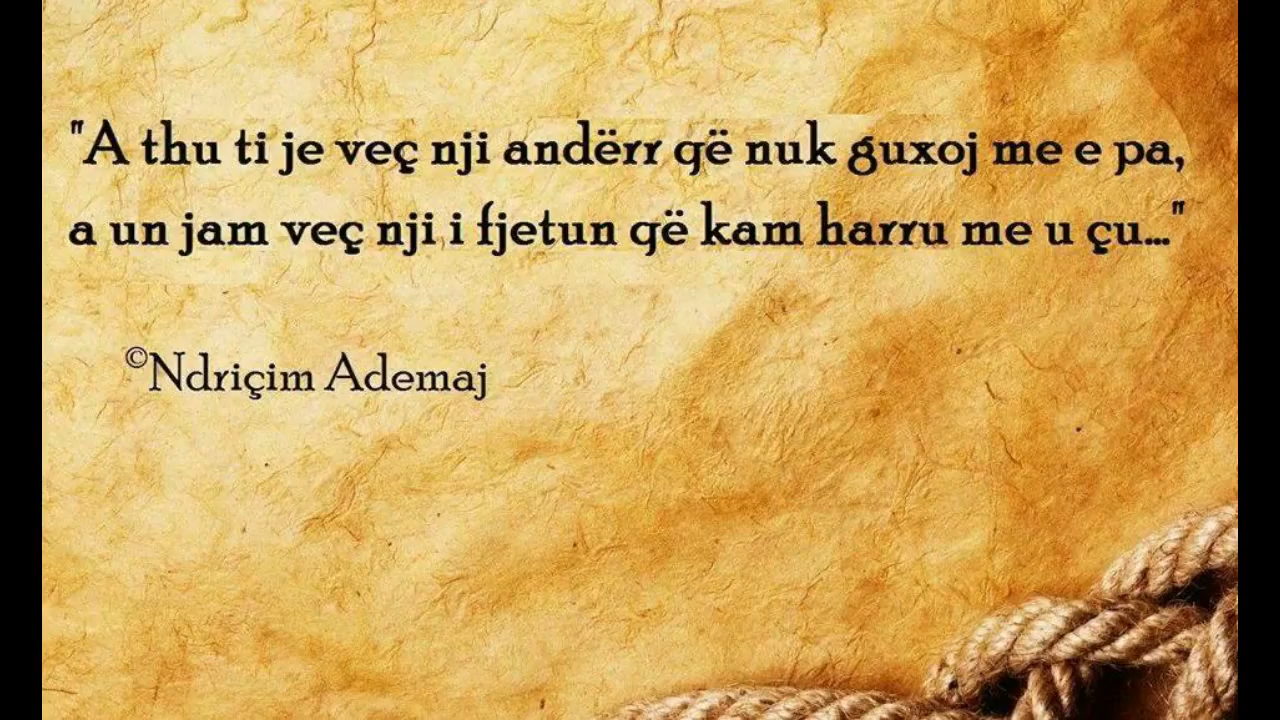 "A thu ti je veç nji andërr që nuk guxoj me e pa,
a un jam veç nji i fjetun që kam harru me u çu..."
©Ndriçim Ademaj